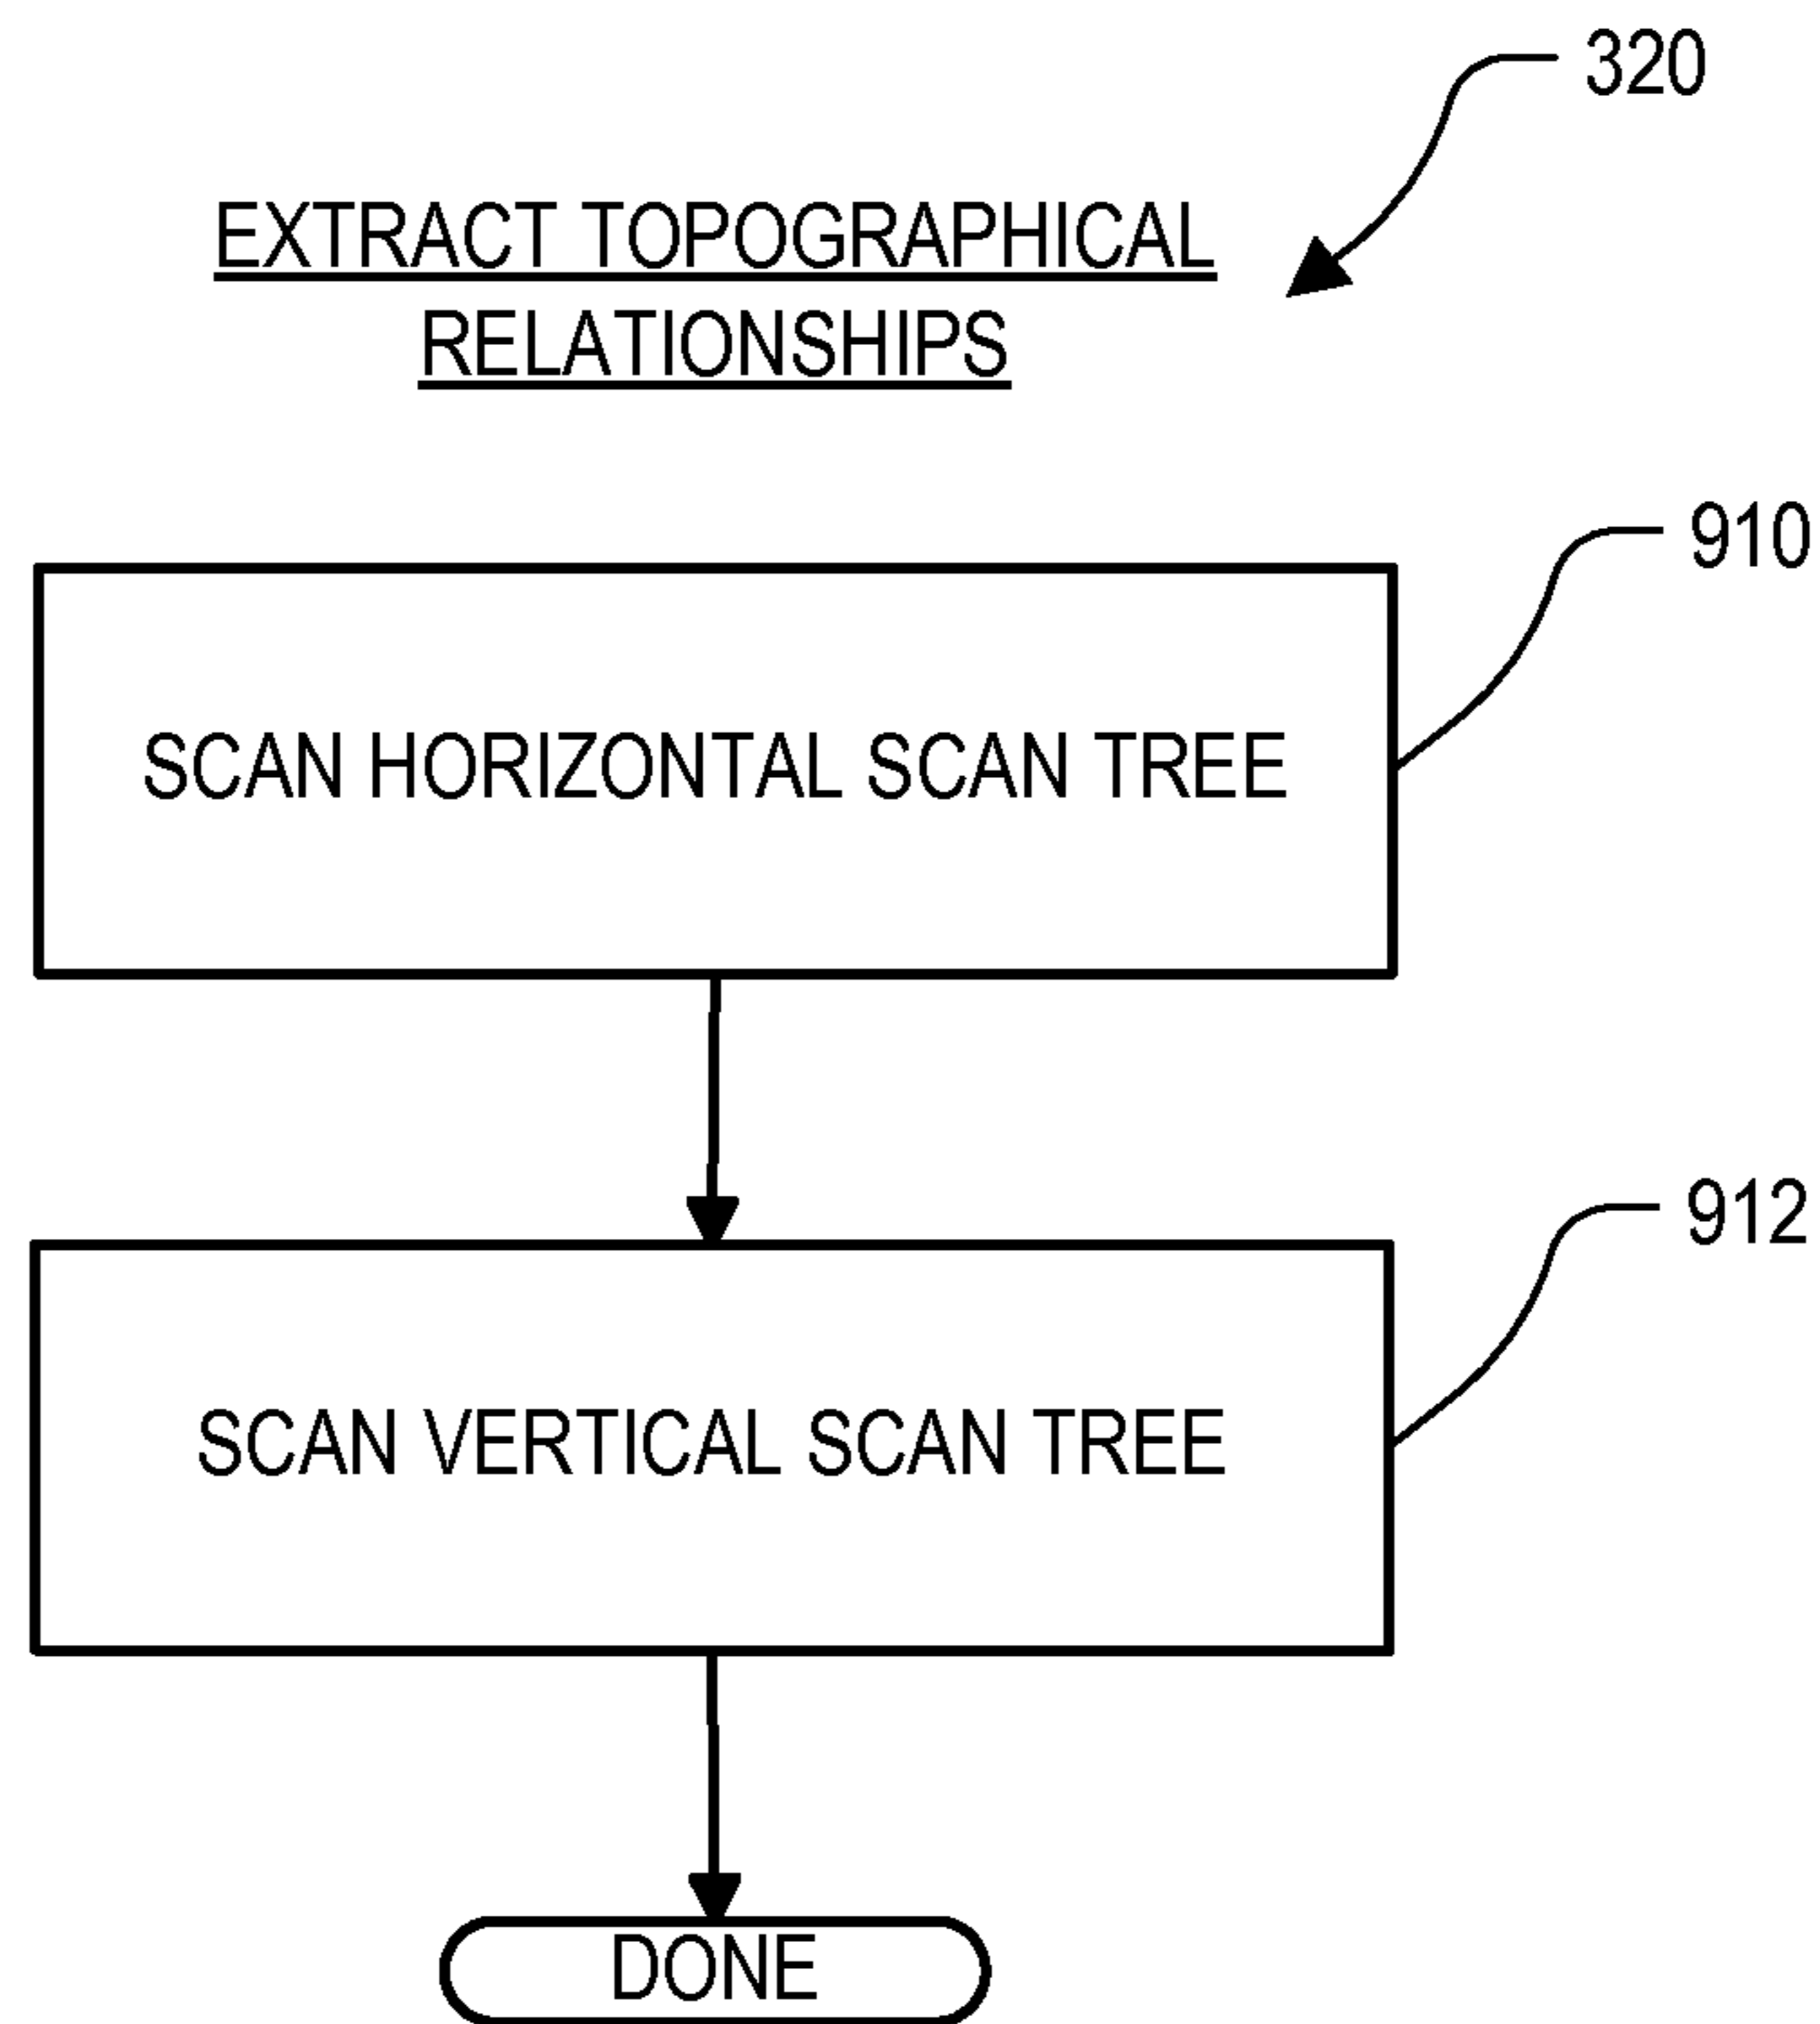 320
EXTRACT TOPOGRAPHICAL
RELATIONSHIPS
910
SCAN HORIZONTAL SCAN TREE
912
SCAN VERTICAL SCAN TREE
DONE